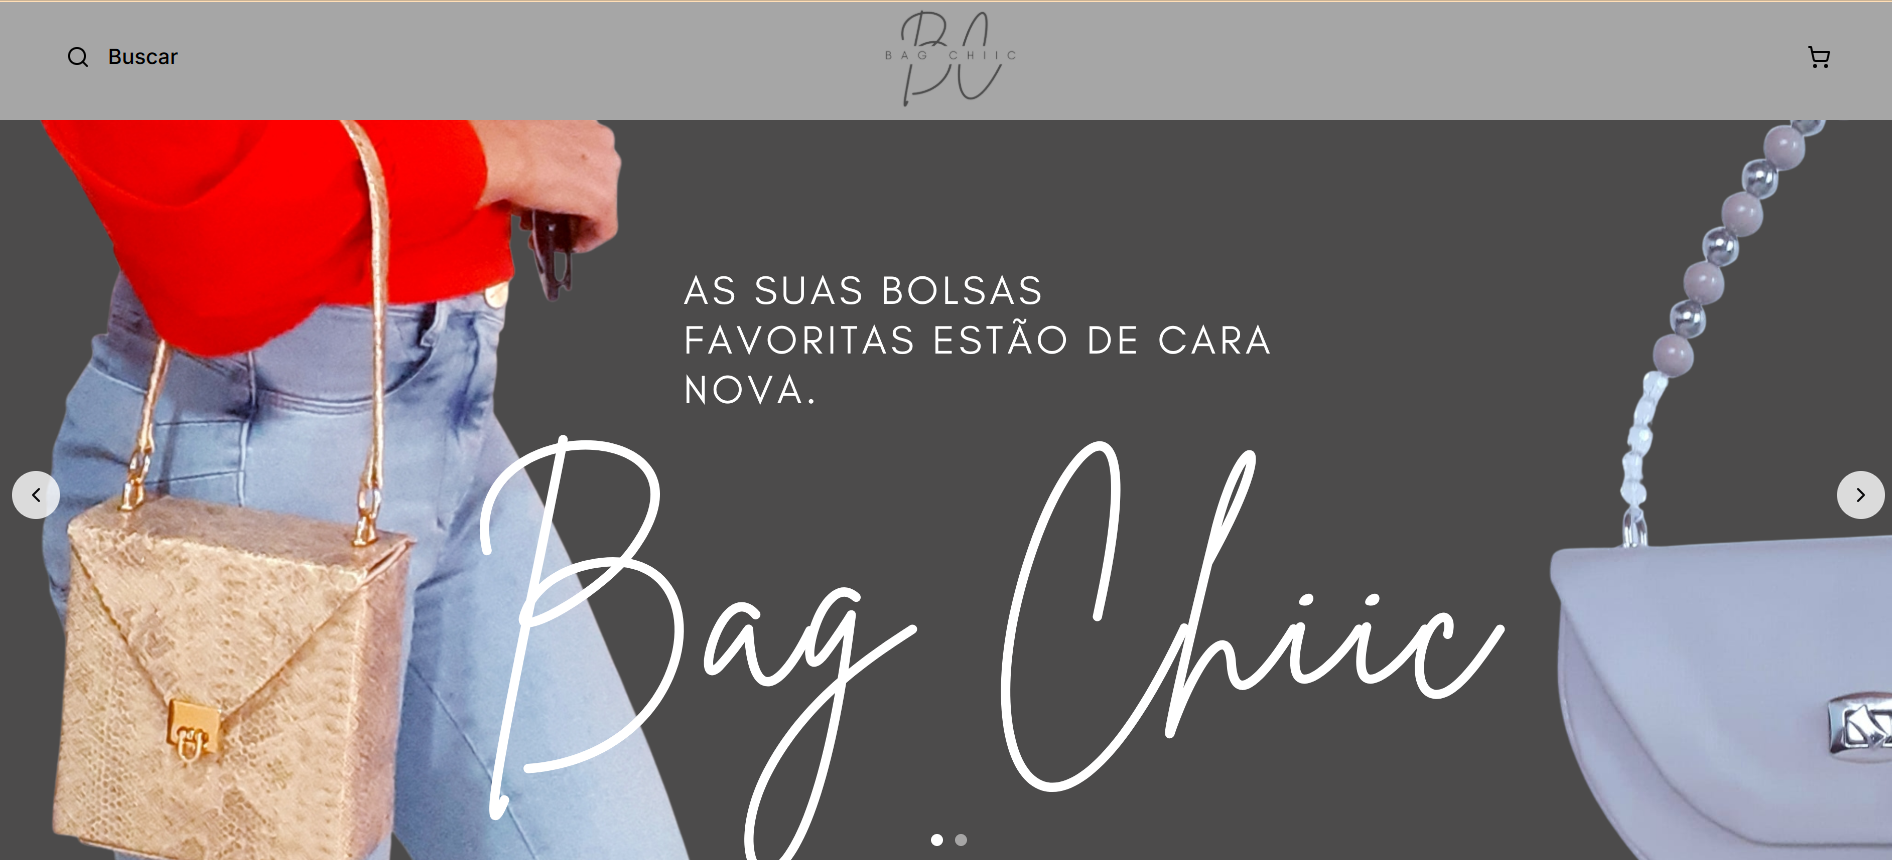 Buscar
BC
BAG CHIIC
AS SUAS BOLSAS
FAVORITAS ESTÃO DE CARA
NOVA.
Bag Chiic